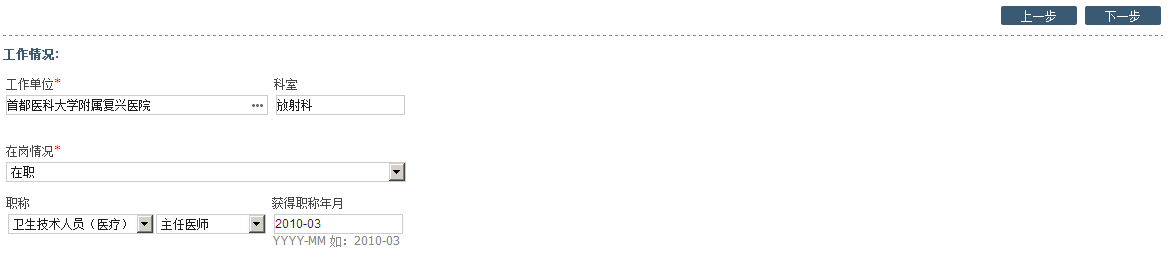 上一步 下一步
工作情况:
工作单位* 科室
首都医科大学附属复兴医院 ••• 放射科
在岗情况*
在职
职称 获得职称年月
卫生技术人员（医疗） 主任医师 2010-03
YYYY-MM 如：2010-03